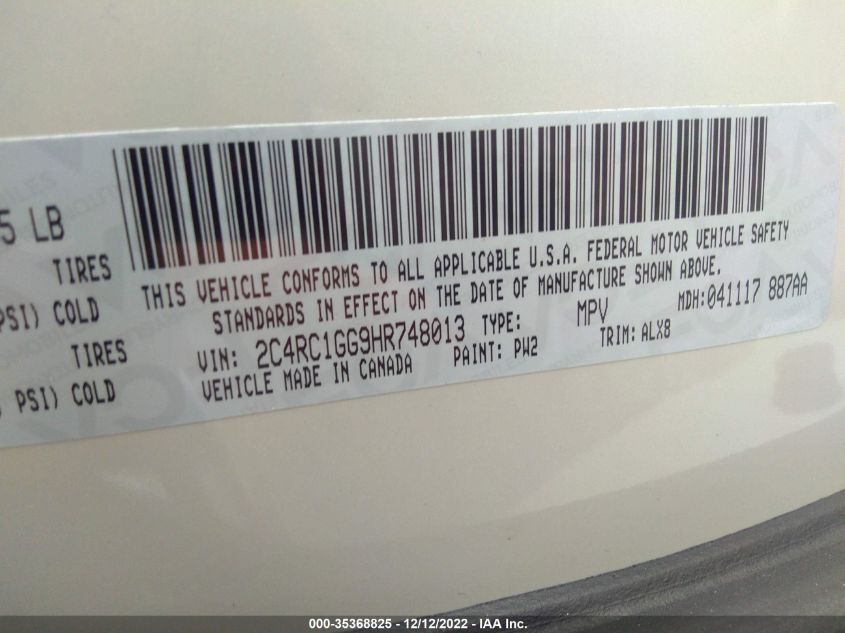 5 LB
TIRES
PSI) COLD
TIRES
PSI) COLD
THIS VEHICLE CONFORMS TO ALL APPLICABLE U.S.A. FEDERAL MOTOR VEHICLE SAFETY
STANDARDS IN EFFECT ON THE DATE OF MANUFACTURE SHOWN ABOVE.
VIN: 2C4RC1GG9HR748013 TYPE: MPV MDH:041117 887AA
VEHICLE MADE IN CANADA PAINT: PW2 TRIM: ALX8
000-35368825 - 12/12/2022 - IAA Inc.